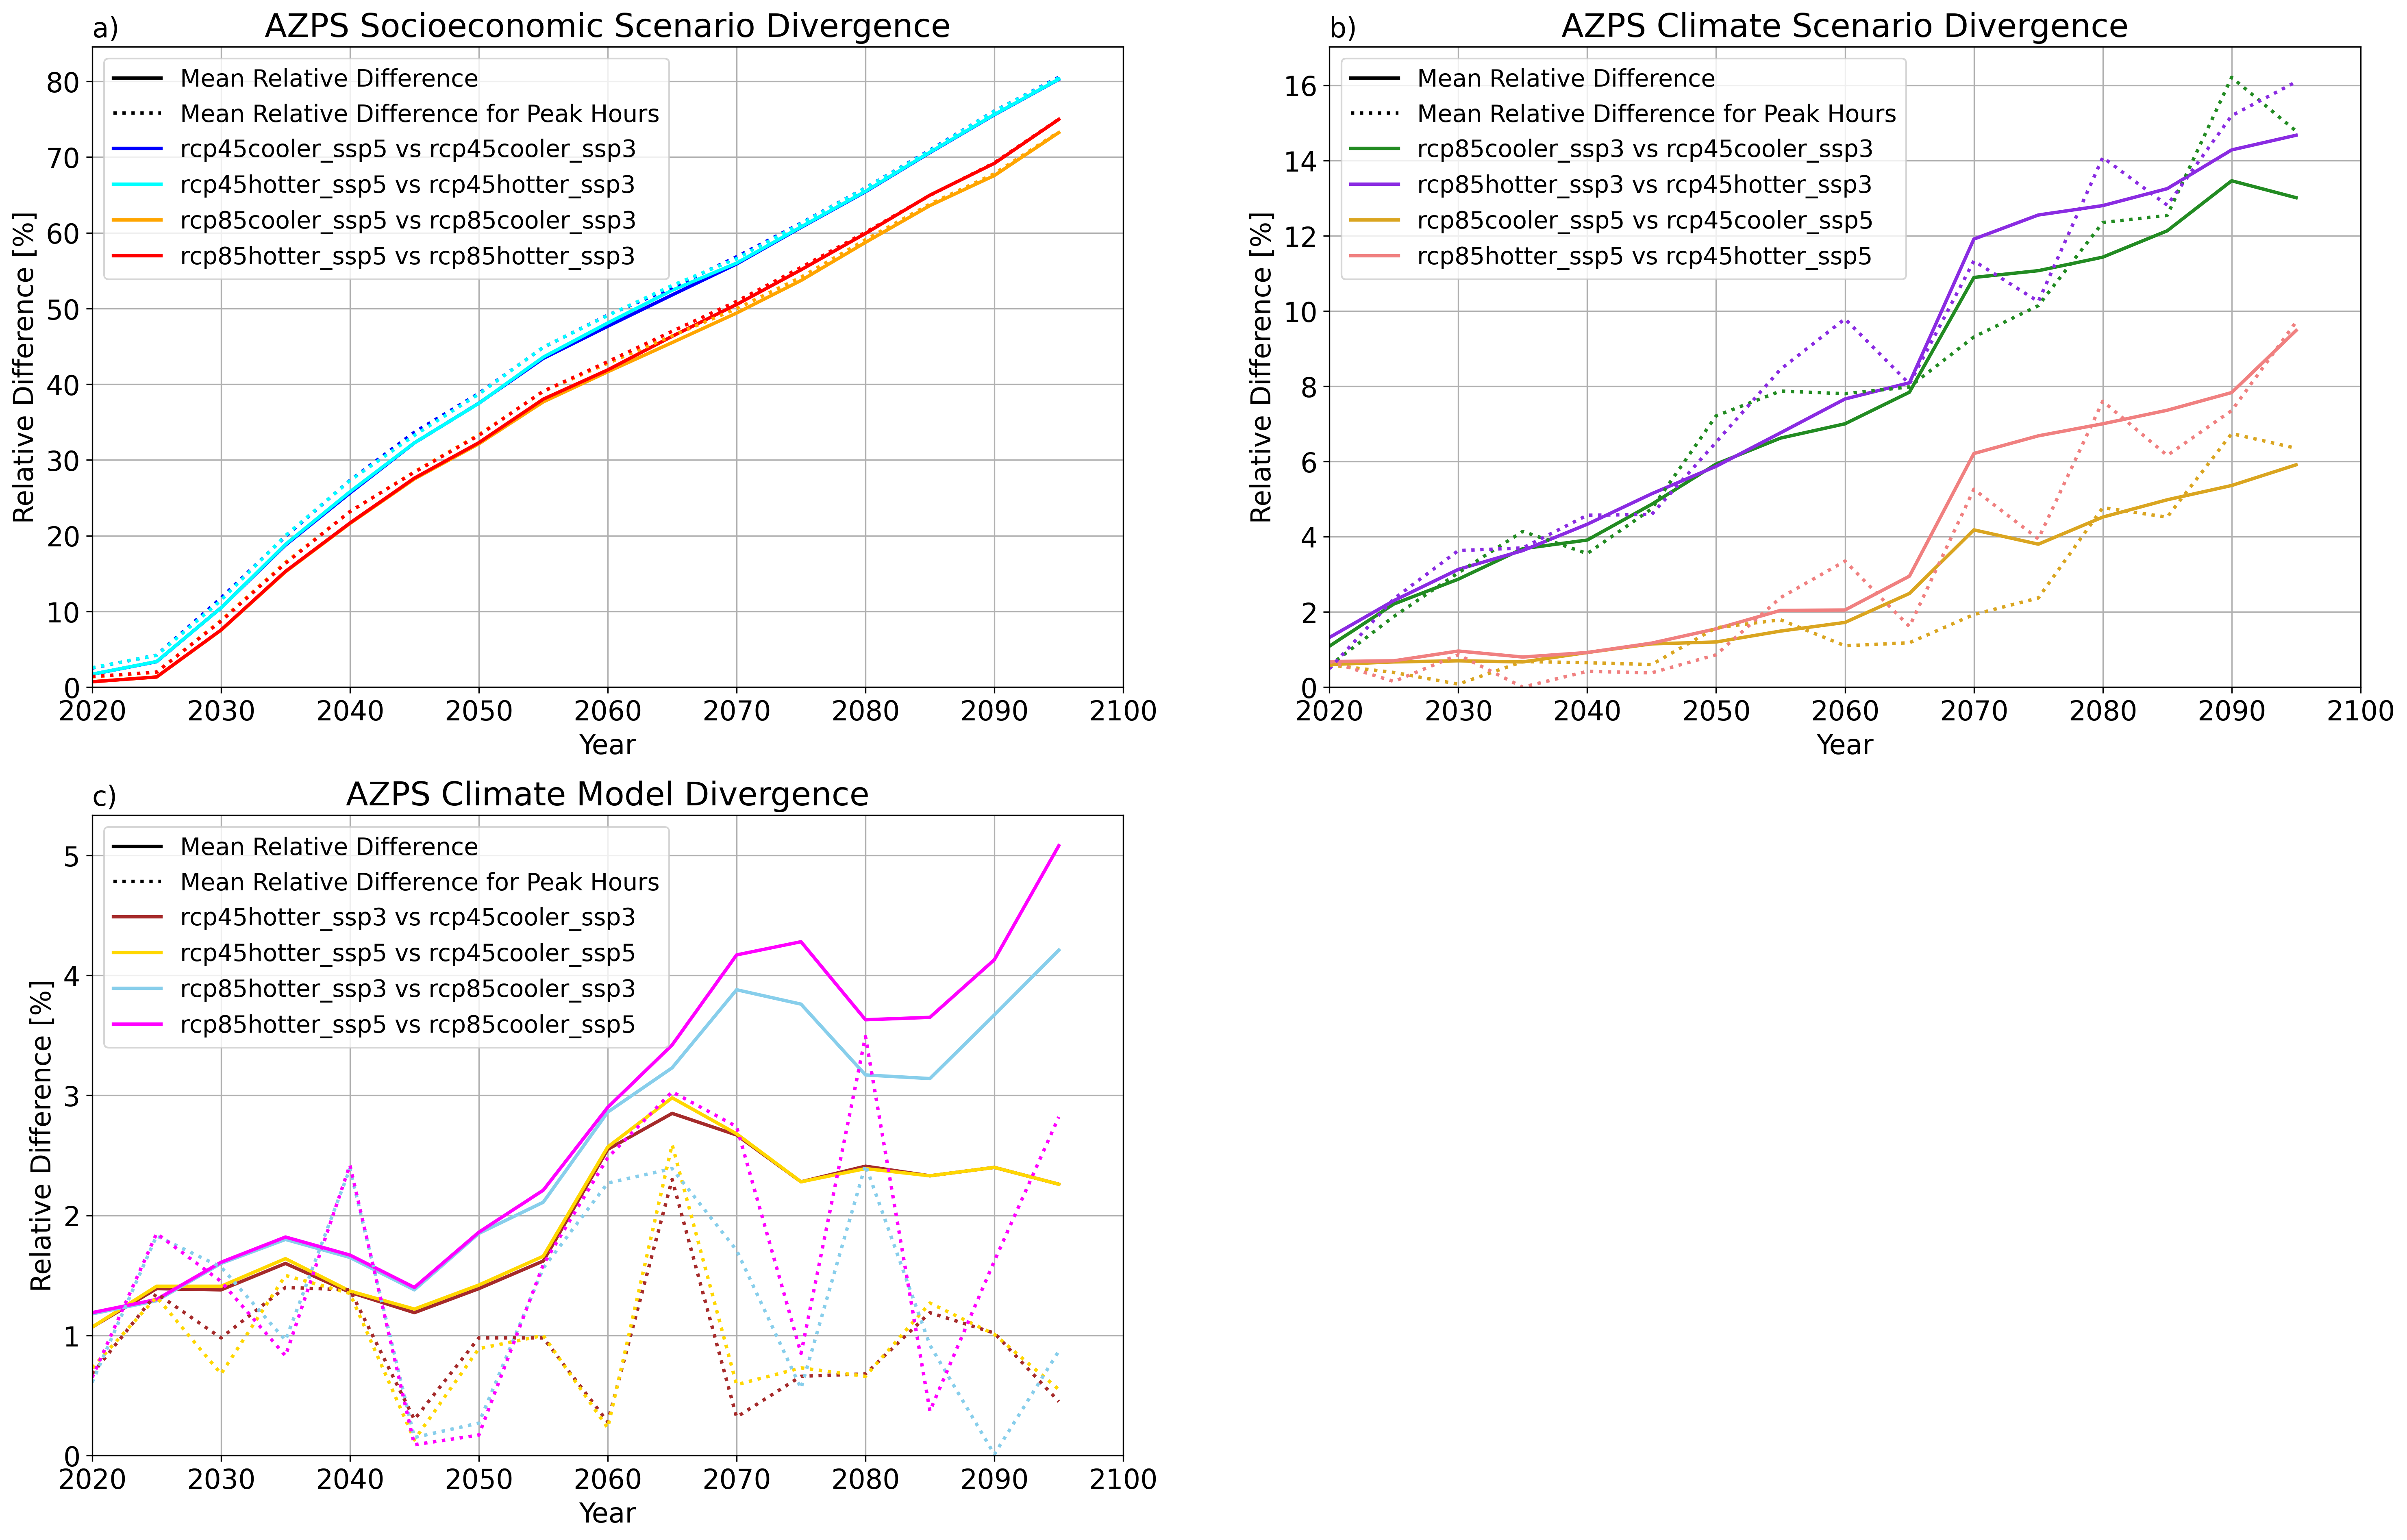 a)
AZPS Socioeconomic Scenario Divergence
Mean Relative Difference
Mean Relative Difference for Peak Hours
rcp45cooler_ssp5 vs rcp45cooler_ssp3
rcp45hotter_ssp5 vs rcp45hotter_ssp3
rcp85cooler_ssp5 vs rcp85cooler_ssp3
rcp85hotter_ssp5 vs rcp85hotter_ssp3
Relative Difference [%]
80
70
60
50
40
30
20
10
0
2020 2030 2040 2050 2060 2070 2080 2090 2100
Year
b)
AZPS Climate Scenario Divergence
Mean Relative Difference
Mean Relative Difference for Peak Hours
rcp85cooler_ssp3 vs rcp45cooler_ssp3
rcp85hotter_ssp3 vs rcp45hotter_ssp3
rcp85cooler_ssp5 vs rcp45cooler_ssp5
rcp85hotter_ssp5 vs rcp45hotter_ssp5
Relative Difference [%]
16
14
12
10
8
6
4
2
0
2020 2030 2040 2050 2060 2070 2080 2090 2100
Year
c)
AZPS Climate Model Divergence
Mean Relative Difference
Mean Relative Difference for Peak Hours
rcp45hotter_ssp3 vs rcp45cooler_ssp3
rcp45hotter_ssp5 vs rcp45cooler_ssp5
rcp85hotter_ssp3 vs rcp85cooler_ssp3
rcp85hotter_ssp5 vs rcp85cooler_ssp5
Relative Difference [%]
5
4
3
2
1
0
2020 2030 2040 2050 2060 2070 2080 2090 2100
Year